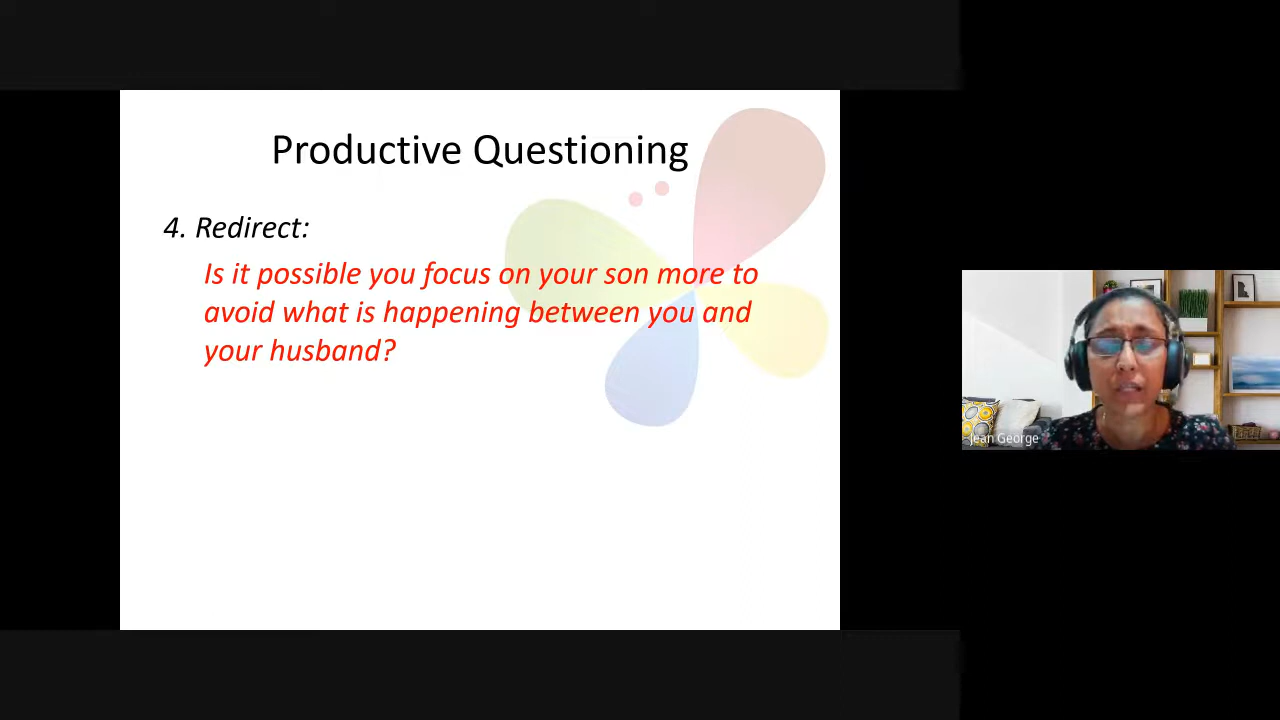 Productive Questioning
4. Redirect:
Is it possible you focus on your son more to
avoid what is happening between you and
your husband?
Jean George